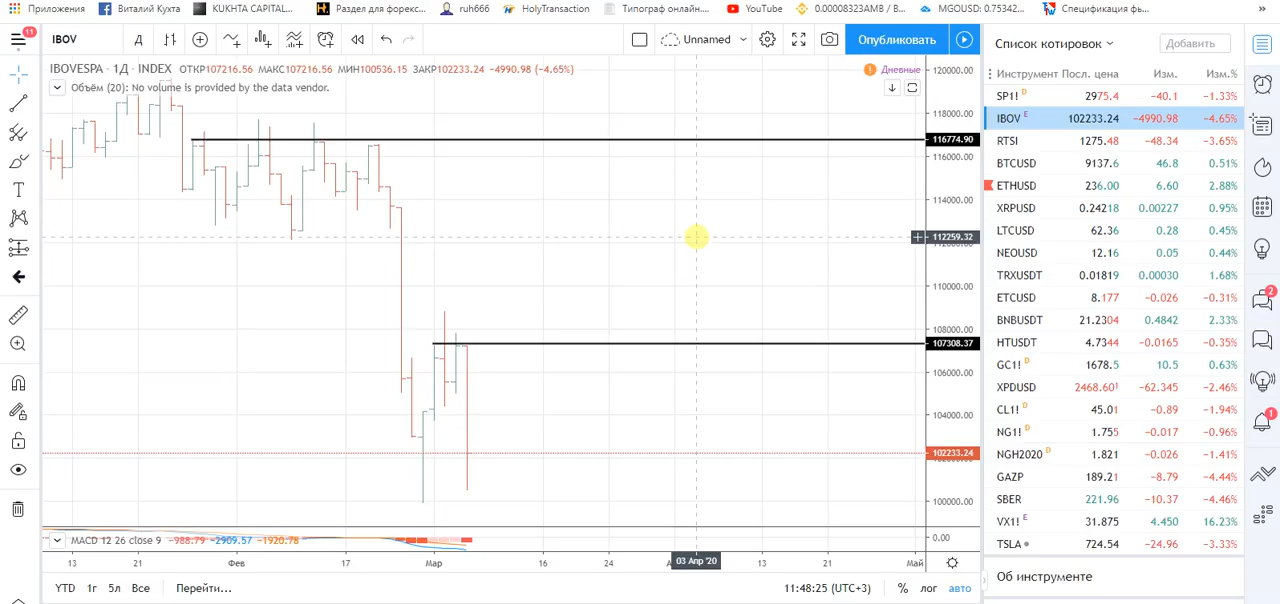 Приложения Виталий Кухта KUKHTA CAPITAL... Раздел для форекс... ruh666 HolyTransaction Типограф онлайн.... YouTube 0.00008323AMB / B... MGOUSD: 0.75342... Спецификация фь... »
11 IBOV Д Unnamed Опубликовать Список котировок Добавить
IBOVESPA · 1Д · INDEX ОТКР107216.56 МАКС107216.56 МИН100536.15 ЗАКР102233.24 −4990.98 (−4.65%) Дневные
Объём (20): No volume is provided by the data vendor.
Инструмент Посл. цена Изм. Изм.%
SP1! D 2975.4 −40.1 −1.33%
IBOV E 102233.24 −4990.98 −4.65%
RTSI 1275.48 −48.34 −3.65%
BTCUSD 9137.6 46.8 0.51%
ETHUSD 236.00 6.60 2.88%
XRPUSD 0.24218 0.00227 0.95%
LTCUSD 62.36 0.28 0.45%
NEOUSD 12.16 0.05 0.44%
TRXUSDT 0.01819 0.00030 1.68%
ETCUSD 8.177 −0.026 −0.31%
BNBUSDT 21.2304 0.4842 2.33%
HTUSDT 4.7344 −0.0165 −0.35%
GC1! D 1678.5 10.5 0.63%
XPDUSD 2468.601 −62.345 −2.46%
CL1! D 45.01 −0.89 −1.94%
NG1! D 1.755 −0.017 −0.96%
NGH2020 D 1.821 −0.026 −1.41%
GAZP 189.21 −8.79 −4.44%
SBER 221.96 −10.37 −4.46%
VX1! E 31.875 4.450 16.23%
TSLA 724.54 −24.96 −3.33%
Об инструменте
120000.00
118000.00
116774.90
116000.00
114000.00
112259.32
110000.00
108000.00
107308.37
106000.00
104000.00
102233.24
100000.00
0.00
MACD 12 26 close 9 −988.79 −2909.57 −1920.78
13 21 Фев 17 Мар 16 24 03 Апр '20 13 21 Май
YTD 1г 5л Все Перейти... 11:48:25 (UTC+3) % лог авто
2
1